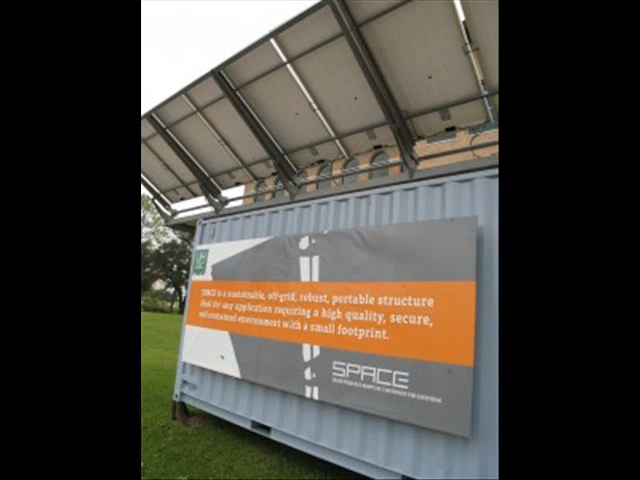 SPACE is a sustainable, off-grid, robust, portable structure
ideal for any application requiring a high quality, secure,
self-contained environment with a small footprint.
SPACE